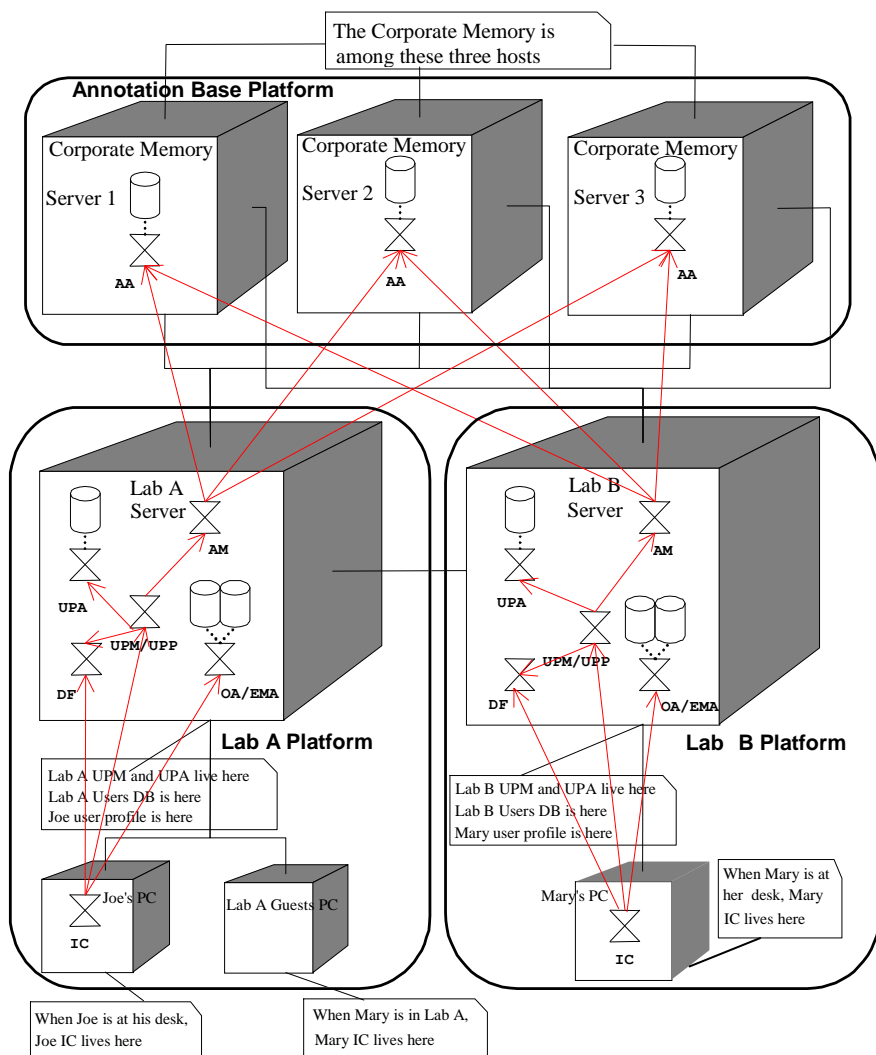 The Corporate Memory is
among these three hosts
Annotation Base Platform
Corporate Memory
Server 1
AA
Corporate Memory
Server 2
AA
Corporate Memory
Server 3
AA
Lab A
Server
AM
UPA
UPM/UPP
DF
OA/EMA
Lab A Platform
Lab A UPM and UPA live here
Lab A Users DB is here
Joe user profile is here
Joe's PC
IC
Lab A Guests PC
When Joe is at his desk,
Joe IC lives here
When Mary is in Lab A,
Mary IC lives here
Lab B
Server
AM
UPA
UPM/UPP
DF
OA/EMA
Lab B Platform
Lab B UPM and UPA live here
Lab B Users DB is here
Mary user profile is here
Mary's PC
IC
When Mary is at
her desk, Mary
IC lives here